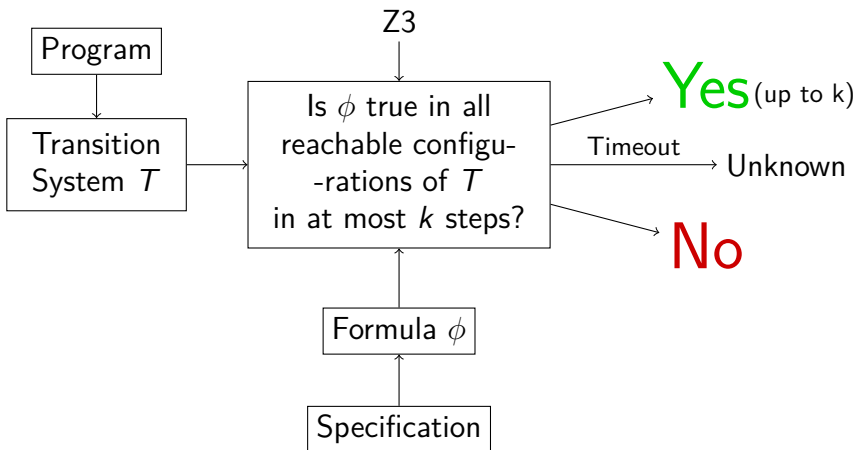 Z3
Program
Is ϕ true in all
reachable configu-
-rations of T
in at most k steps?
Transition
System T
Yes (up to k)
Timeout
Unknown
No
Formula ϕ
Specification